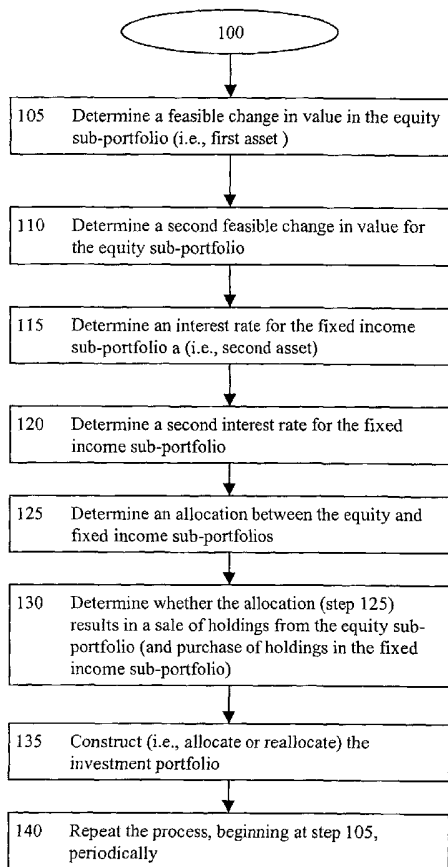 100
105 Determine a feasible change in value in the equity
sub-portfolio (i.e., first asset )
110 Determine a second feasible change in value for
the equity sub-portfolio
115 Determine an interest rate for the fixed income
sub-portfolio a (i.e., second asset)
120 Determine a second interest rate for the fixed
income sub-portfolio
125 Determine an allocation between the equity and
fixed income sub-portfolios
130 Determine whether the allocation (step 125)
results in a sale of holdings from the equity sub-
portfolio (and purchase of holdings in the fixed
income sub-portfolio)
135 Construct (i.e., allocate or reallocate) the
investment portfolio
140 Repeat the process, beginning at step 105,
periodically